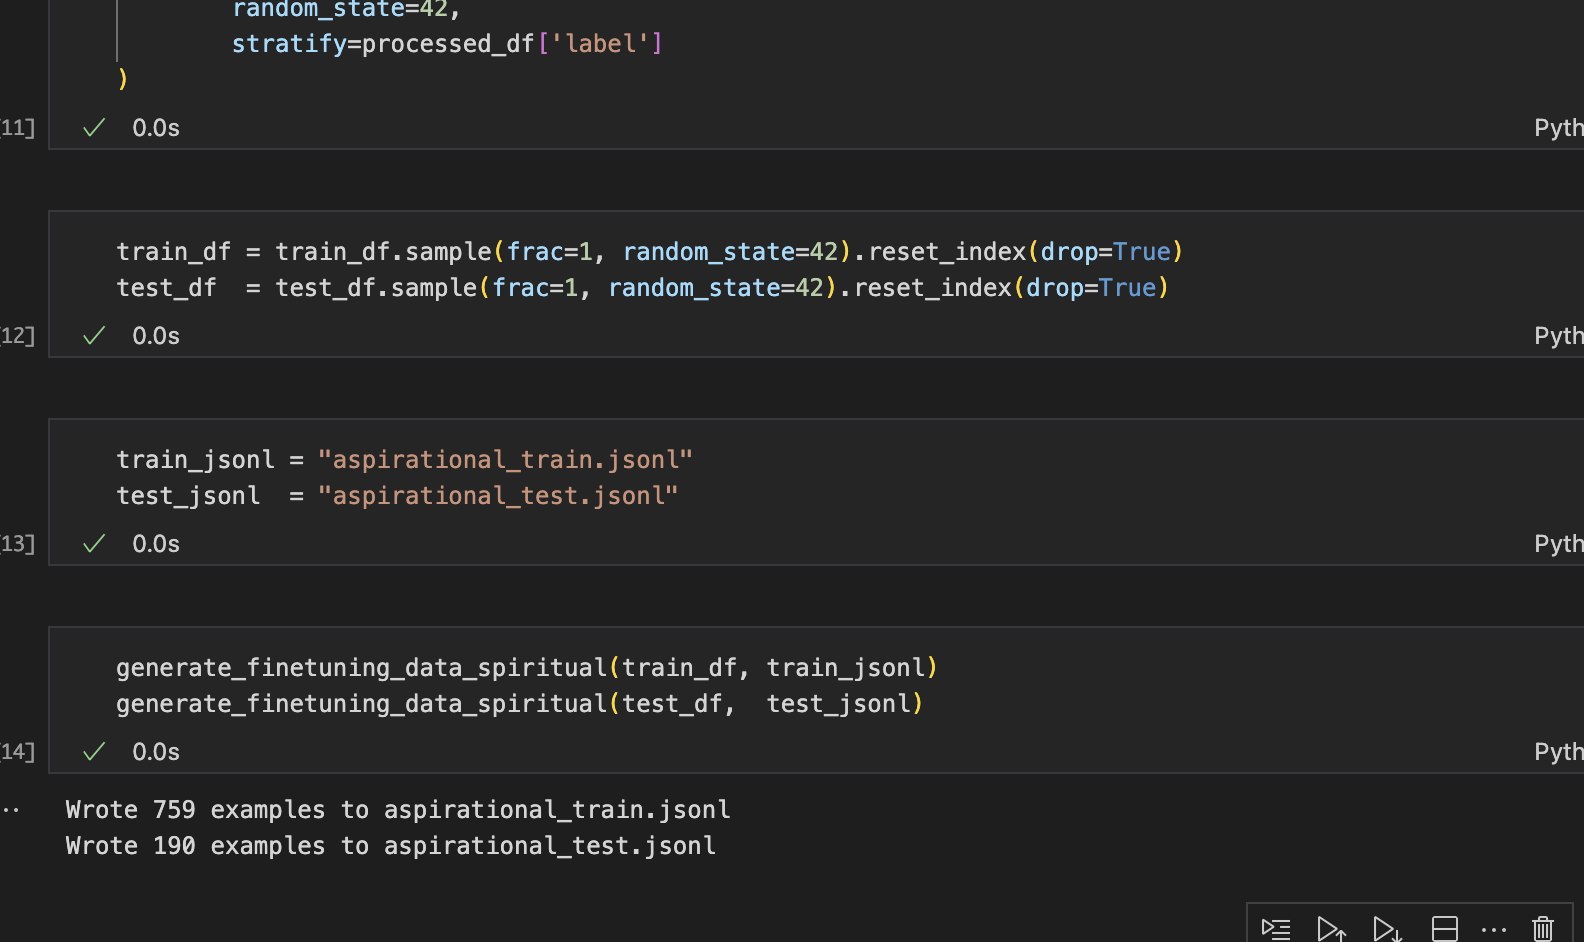 random_state=42,
stratify=processed_df['label']
)
[11]
0.0s
Pyth
train_df = train_df.sample(frac=1, random_state=42).reset_index(drop=True)
test_df  = test_df.sample(frac=1, random_state=42).reset_index(drop=True)
[12]
0.0s
Pyth
train_jsonl = "aspirational_train.jsonl"
test_jsonl  = "aspirational_test.jsonl"
[13]
0.0s
Pyth
generate_finetuning_data_spiritual(train_df, train_jsonl)
generate_finetuning_data_spiritual(test_df,  test_jsonl)
[14]
0.0s
Pyth
Wrote 759 examples to aspirational_train.jsonl
Wrote 190 examples to aspirational_test.jsonl